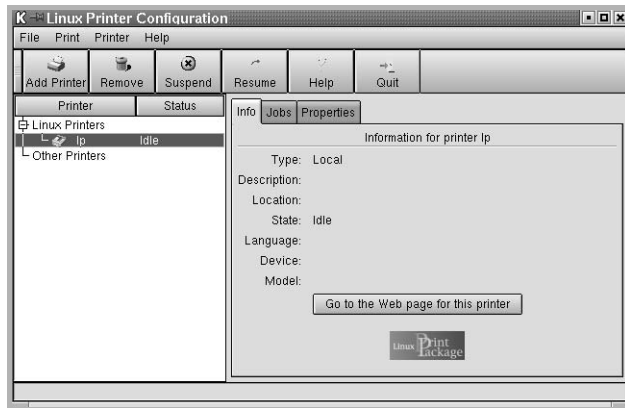 K Linux Printer Configuration
File Print Printer Help
Add Printer Remove Suspend Resume Help Quit
Printer Status
Linux Printers
lp Idle
Other Printers
Info Jobs Properties
Information for printer lp
Type: Local
Description:
Location:
State: Idle
Language:
Device:
Model:
Go to the Web page for this printer
Linux Print
Package